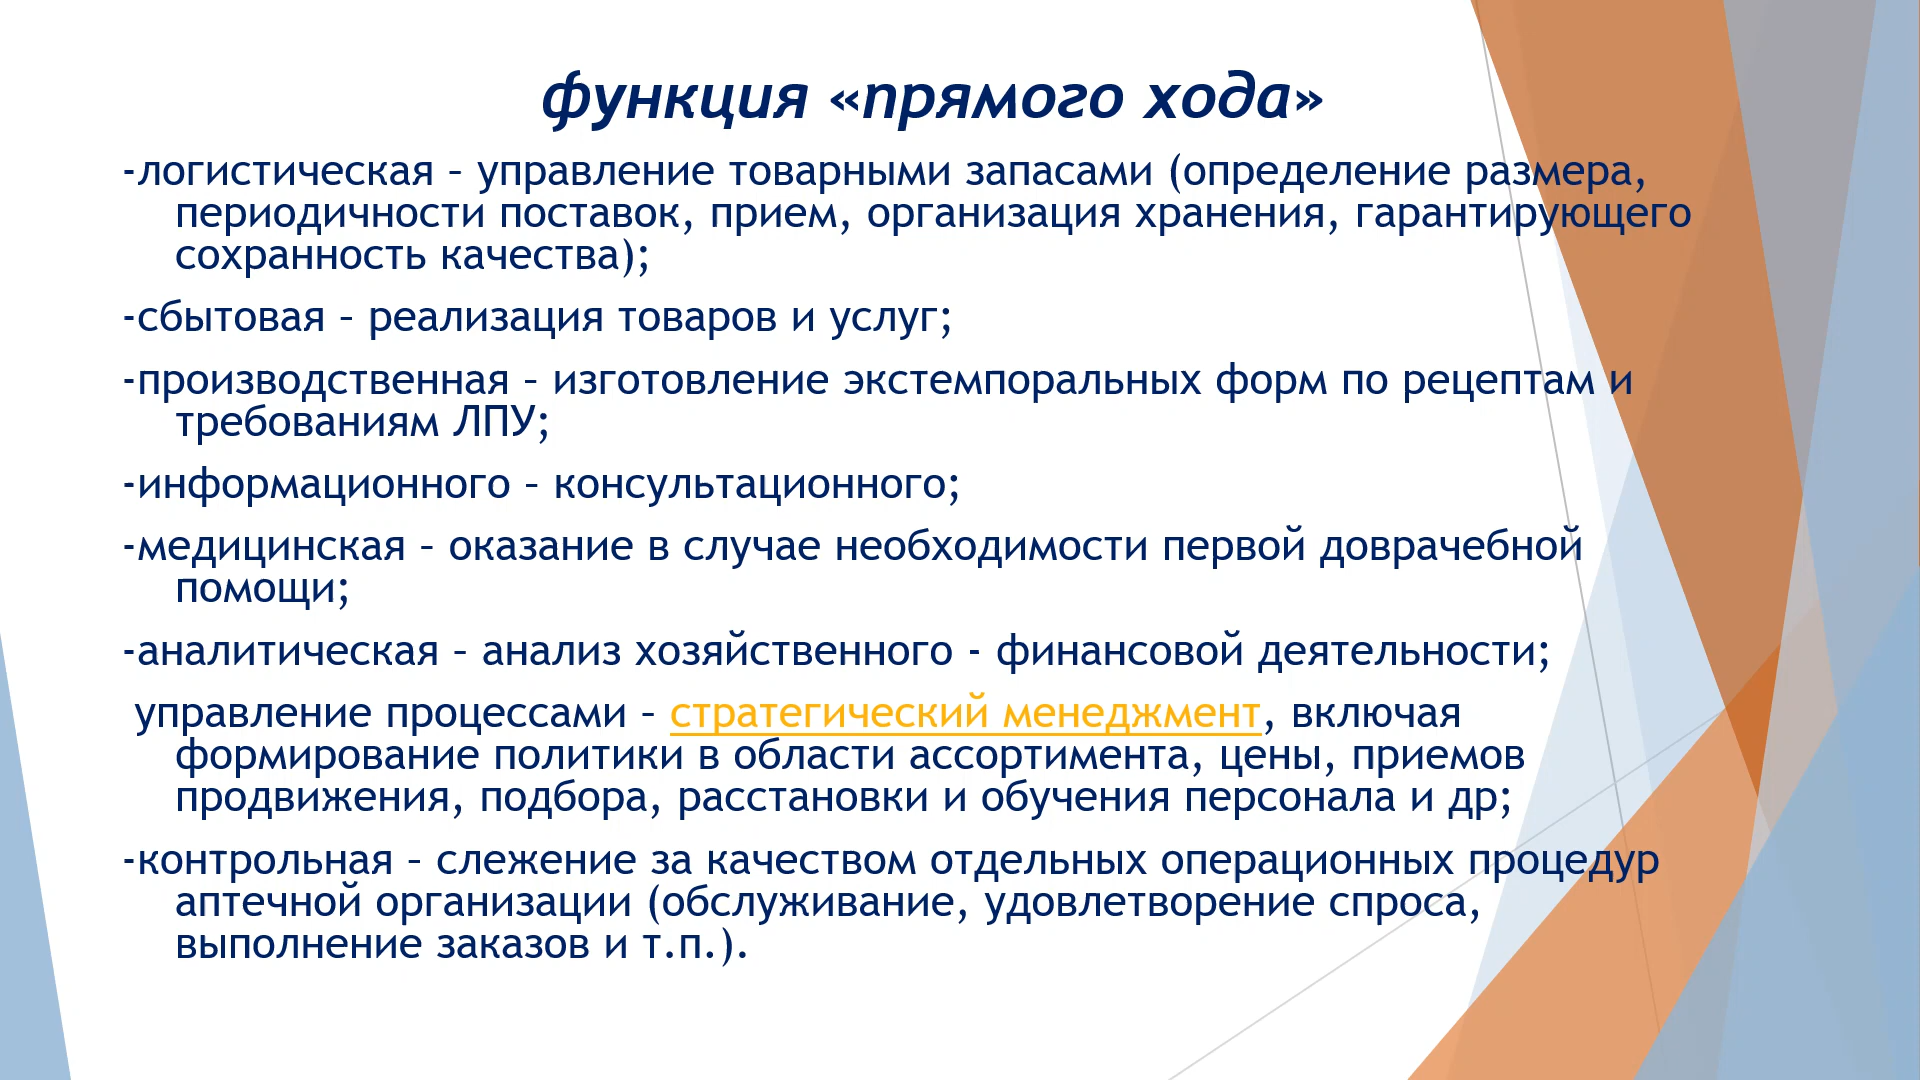 функция «прямого хода»
-логистическая – управление товарными запасами (определение размера,
периодичности поставок, прием, организация хранения, гарантирующего
сохранность качества);
-сбытовая – реализация товаров и услуг;
-производственная – изготовление экстемпоральных форм по рецептам и
требованиям ЛПУ;
-информационного – консультационного;
-медицинская – оказание в случае необходимости первой доврачебной
помощи;
-аналитическая – анализ хозяйственного - финансовой деятельности;
управление процессами – стратегический менеджмент, включая
формирование политики в области ассортимента, цены, приемов
продвижения, подбора, расстановки и обучения персонала и др;
-контрольная – слежение за качеством отдельных операционных процедур
аптечной организации (обслуживание, удовлетворение спроса,
выполнение заказов и т.п.).